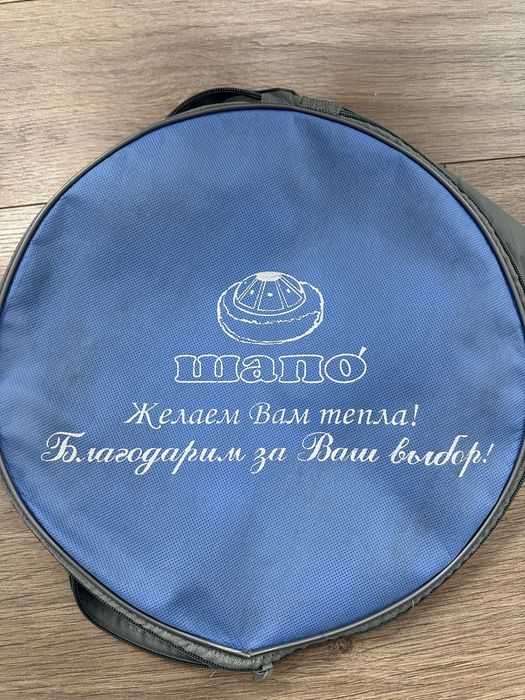 шапо́
Желаем Вам тепла!
Благодарим за Ваш выбор!